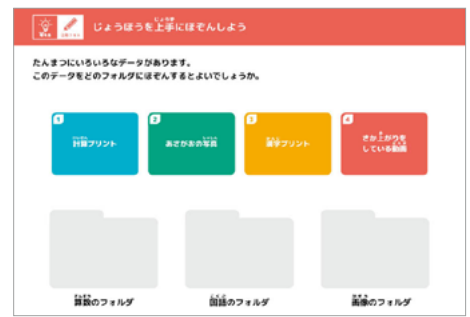 じょうほうを上手にほぞんしよう
たんまつにいろいろなデータがあります。
このデータをどのフォルダにほぞんするとよいでしょうか。
1
計算プリント
2
あさがおの写真
3
漢字プリント
4
さか上がりを
している動画
算数のフォルダ
国語のフォルダ
画像のフォルダ